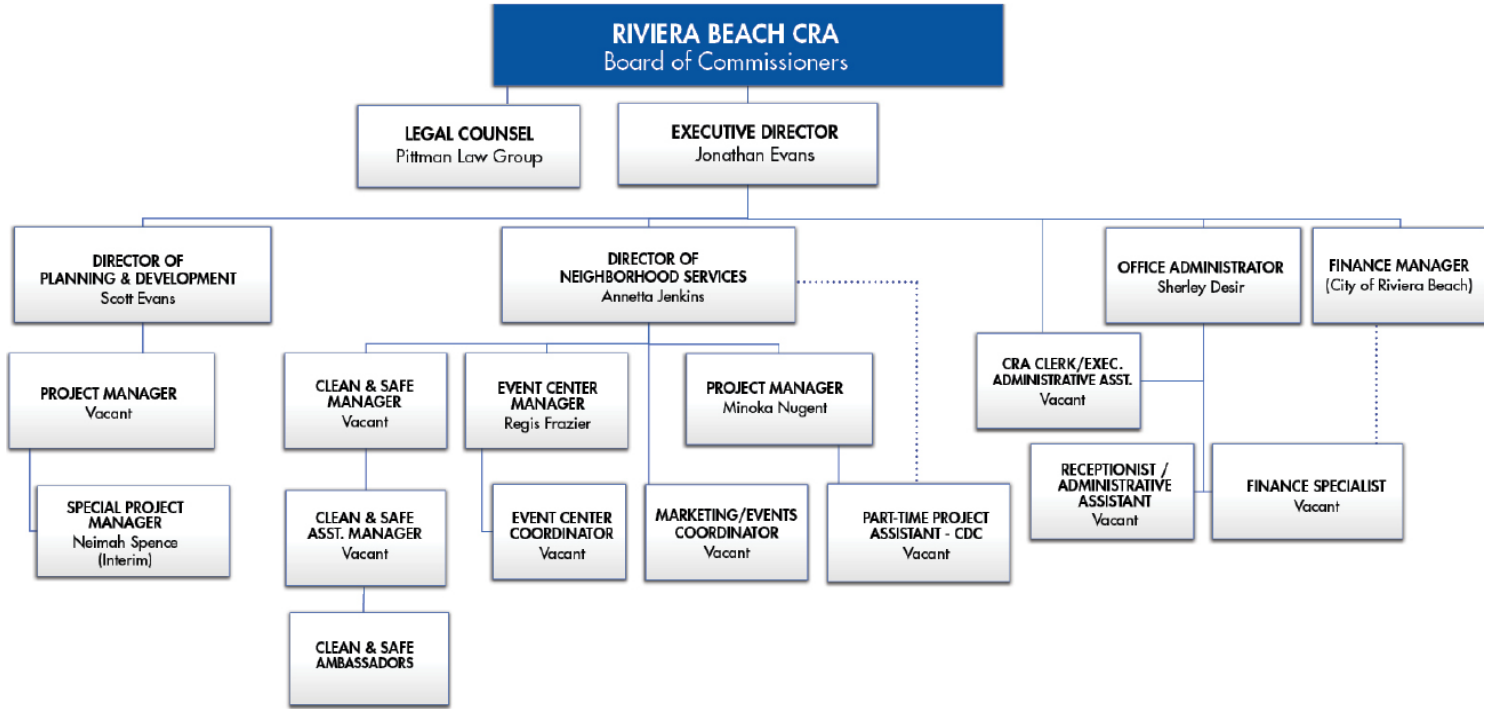 RIVIERA BEACH CRA
Board of Commissioners
LEGAL COUNSEL
Pittman Law Group
EXECUTIVE DIRECTOR
Jonathan Evans
DIRECTOR OF
PLANNING & DEVELOPMENT
Scott Evans
DIRECTOR OF
NEIGHBORHOOD SERVICES
Annetta Jenkins
OFFICE ADMINISTRATOR
Sherley Desir
FINANCE MANAGER
(City of Riviera Beach)
PROJECT MANAGER
Vacant
CLEAN & SAFE
MANAGER
Vacant
EVENT CENTER
MANAGER
Regis Frazier
PROJECT MANAGER
Minoka Nugent
CRA CLERK/EXEC.
ADMINISTRATIVE ASST.
Vacant
SPECIAL PROJECT
MANAGER
Neimah Spence
(Interim)
CLEAN & SAFE
ASST. MANAGER
Vacant
EVENT CENTER
COORDINATOR
Vacant
MARKETING/EVENTS
COORDINATOR
Vacant
PART-TIME PROJECT
ASSISTANT - CDC
Vacant
RECEPTIONIST /
ADMINISTRATIVE
ASSISTANT
Vacant
FINANCE SPECIALIST
Vacant
CLEAN & SAFE
AMBASSADORS